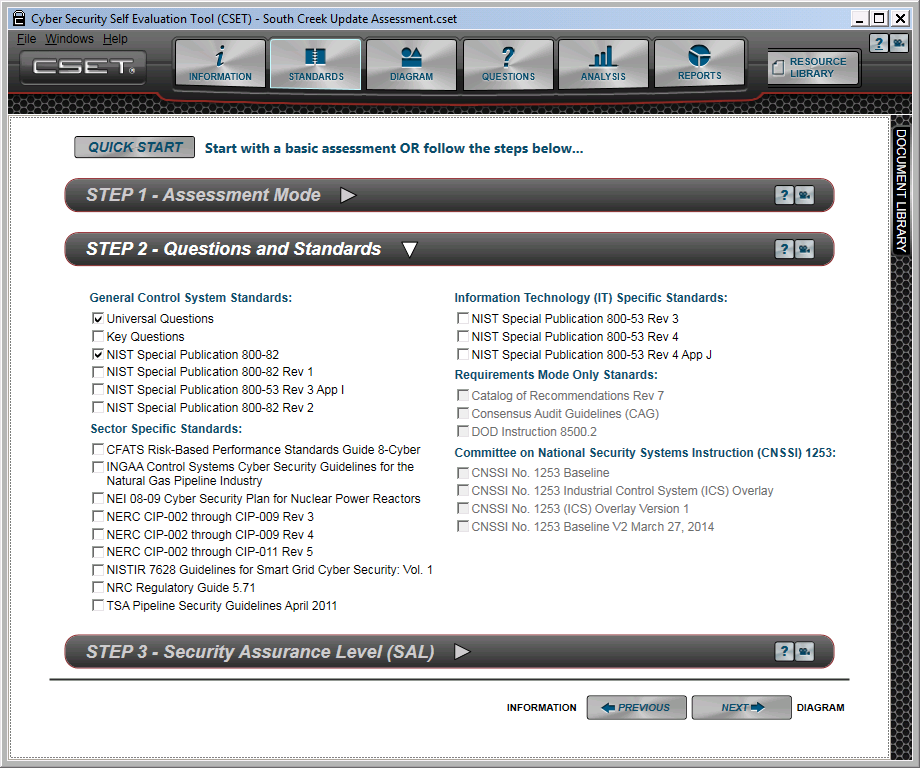 Cyber Security Self Evaluation Tool (CSET) - South Creek Update Assessment.cset
File Windows Help
CSET
INFORMATION
STANDARDS
DIAGRAM
QUESTIONS
ANALYSIS
REPORTS
RESOURCE
LIBRARY
DOCUMENT LIBRARY
QUICK START Start with a basic assessment OR follow the steps below...
STEP 1 - Assessment Mode
STEP 2 - Questions and Standards
General Control System Standards:
Universal Questions
Key Questions
NIST Special Publication 800-82
NIST Special Publication 800-82 Rev 1
NIST Special Publication 800-53 Rev 3 App I
NIST Special Publication 800-82 Rev 2
Sector Specific Standards:
CFATS Risk-Based Performance Standards Guide 8-Cyber
INGAA Control Systems Cyber Security Guidelines for the
Natural Gas Pipeline Industry
NEI 08-09 Cyber Security Plan for Nuclear Power Reactors
NERC CIP-002 through CIP-009 Rev 3
NERC CIP-002 through CIP-009 Rev 4
NERC CIP-002 through CIP-011 Rev 5
NISTIR 7628 Guidelines for Smart Grid Cyber Security: Vol. 1
NRC Regulatory Guide 5.71
TSA Pipeline Security Guidelines April 2011
Information Technology (IT) Specific Standards:
NIST Special Publication 800-53 Rev 3
NIST Special Publication 800-53 Rev 4
NIST Special Publication 800-53 Rev 4 App J
Requirements Mode Only Stanards:
Catalog of Recommendations Rev 7
Consensus Audit Guidelines (CAG)
DOD Instruction 8500.2
Committee on National Security Systems Instruction (CNSSI) 1253:
CNSSI No. 1253 Baseline
CNSSI No. 1253 Industrial Control System (ICS) Overlay
CNSSI No. 1253 (ICS) Overlay Version 1
CNSSI No. 1253 Baseline V2 March 27, 2014
STEP 3 - Security Assurance Level (SAL)
INFORMATION PREVIOUS NEXT DIAGRAM